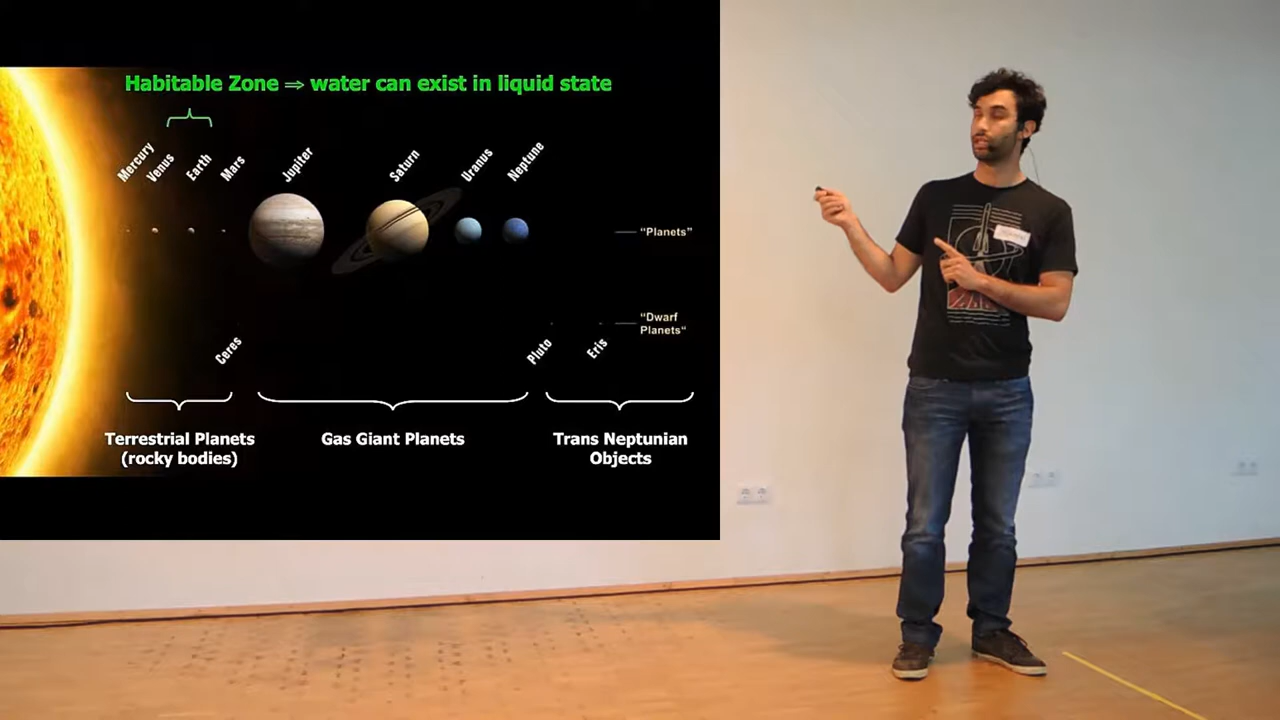 Habitable Zone ⇒ water can exist in liquid state
Mercury
Venus
Earth
Mars
Jupiter
Saturn
Uranus
Neptune
“Planets”
“Dwarf
Planets“
Ceres
Pluto
Eris
Terrestrial Planets
(rocky bodies)
Gas Giant Planets
Trans Neptunian
Objects